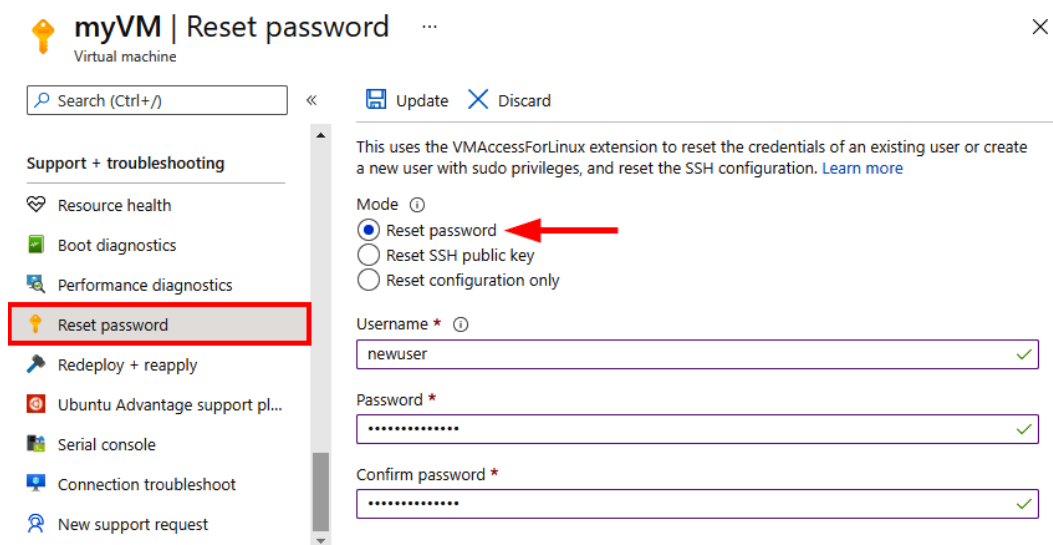 myVM | Reset password ...
Virtual machine
Search (Ctrl+/)
«
Support + troubleshooting
Resource health
Boot diagnostics
Performance diagnostics
Reset password
Redeploy + reapply
Ubuntu Advantage support pl...
Serial console
Connection troubleshoot
New support request
Update
Discard
This uses the VMAccessForLinux extension to reset the credentials of an existing user or create
a new user with sudo privileges, and reset the SSH configuration. Learn more
Mode
Reset password
Reset SSH public key
Reset configuration only
Username *
newuser
Password *
••••••••••••••
Confirm password *
••••••••••••••